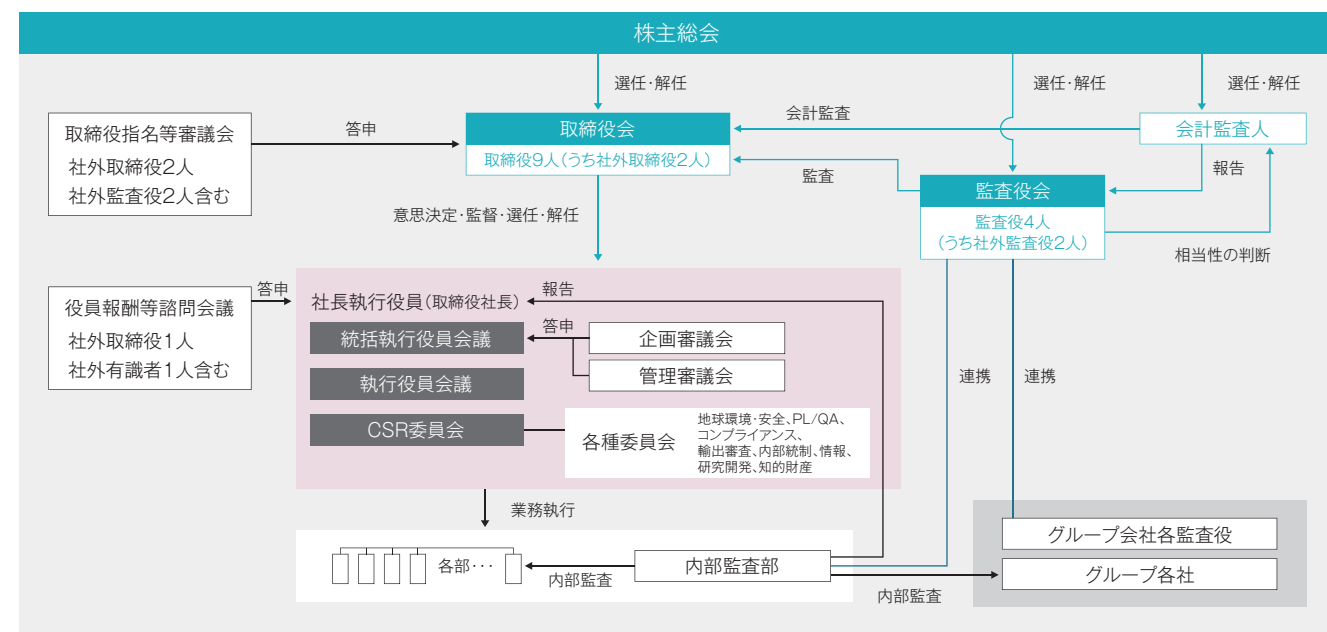 株主総会
選任・解任
選任・解任
選任・解任
取締役指名等審議会
社外取締役2人
社外監査役2人含む
答申
取締役会
取締役9人(うち社外取締役2人)
会計監査
会計監査人
監査
報告
監査役会
監査役4人
(うち社外監査役2人)
相当性の判断
意思決定・監督・選任・解任
役員報酬等諮問会議
社外取締役1人
社外有識者1人含む
答申
社長執行役員(取締役社長)
報告
統括執行役員会議
答申
企画審議会
管理審議会
執行役員会議
CSR委員会
各種委員会
地球環境・安全、PL/QA、
コンプライアンス、
輸出審査、内部統制、情報、
研究開発、知的財産
連携
連携
業務執行
各部・・・
内部監査
内部監査部
内部監査
グループ会社各監査役
グループ各社